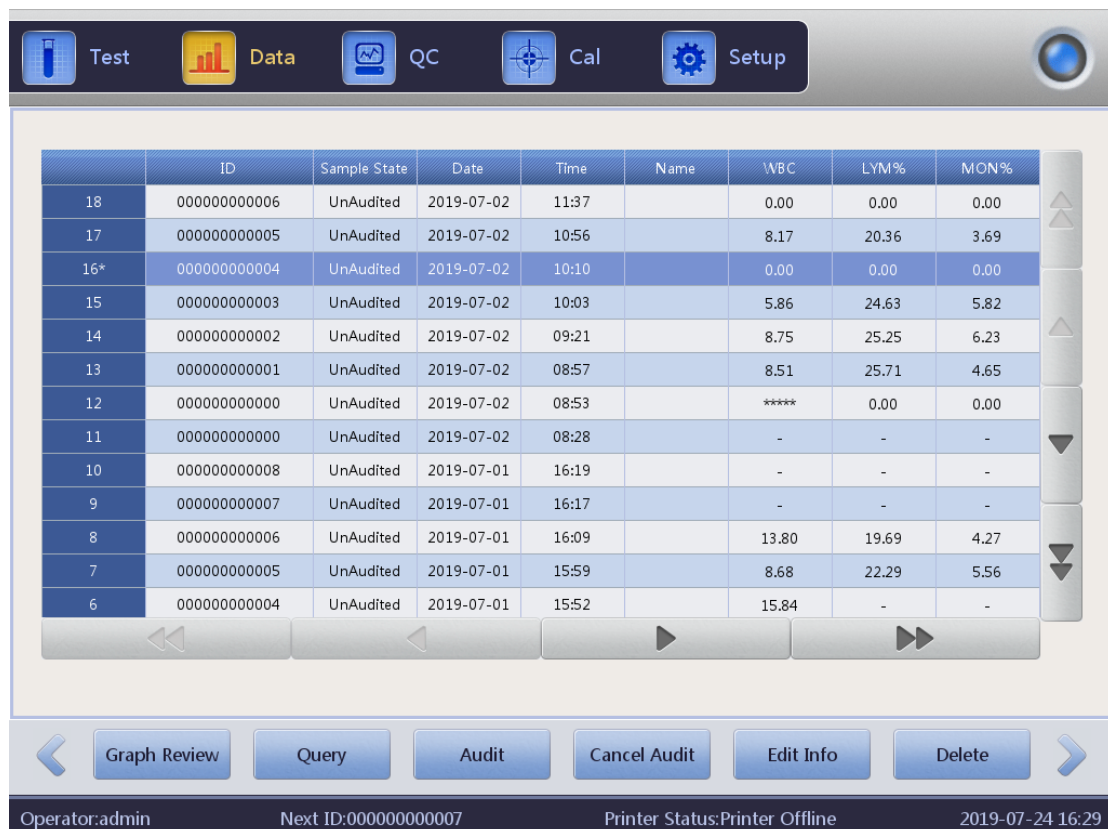 Test Data QC Cal Setup
ID Sample State Date Time Name WBC LYM% MON%
18 000000000006 UnAudited 2019-07-02 11:37 0.00 0.00 0.00
17 000000000005 UnAudited 2019-07-02 10:56 8.17 20.36 3.69
16* 000000000004 UnAudited 2019-07-02 10:10 0.00 0.00 0.00
15 000000000003 UnAudited 2019-07-02 10:03 5.86 24.63 5.82
14 000000000002 UnAudited 2019-07-02 09:21 8.75 25.25 6.23
13 000000000001 UnAudited 2019-07-02 08:57 8.51 25.71 4.65
12 000000000000 UnAudited 2019-07-02 08:53 ***** 0.00 0.00
11 000000000000 UnAudited 2019-07-02 08:28 - - -
10 000000000008 UnAudited 2019-07-01 16:19 - - -
9 000000000007 UnAudited 2019-07-01 16:17 - - -
8 000000000006 UnAudited 2019-07-01 16:09 13.80 19.69 4.27
7 000000000005 UnAudited 2019-07-01 15:59 8.68 22.29 5.56
6 000000000004 UnAudited 2019-07-01 15:52 15.84 - -
Graph Review Query Audit Cancel Audit Edit Info Delete
Operator:admin Next ID:000000000007 Printer Status:Printer Offline 2019-07-24 16:29